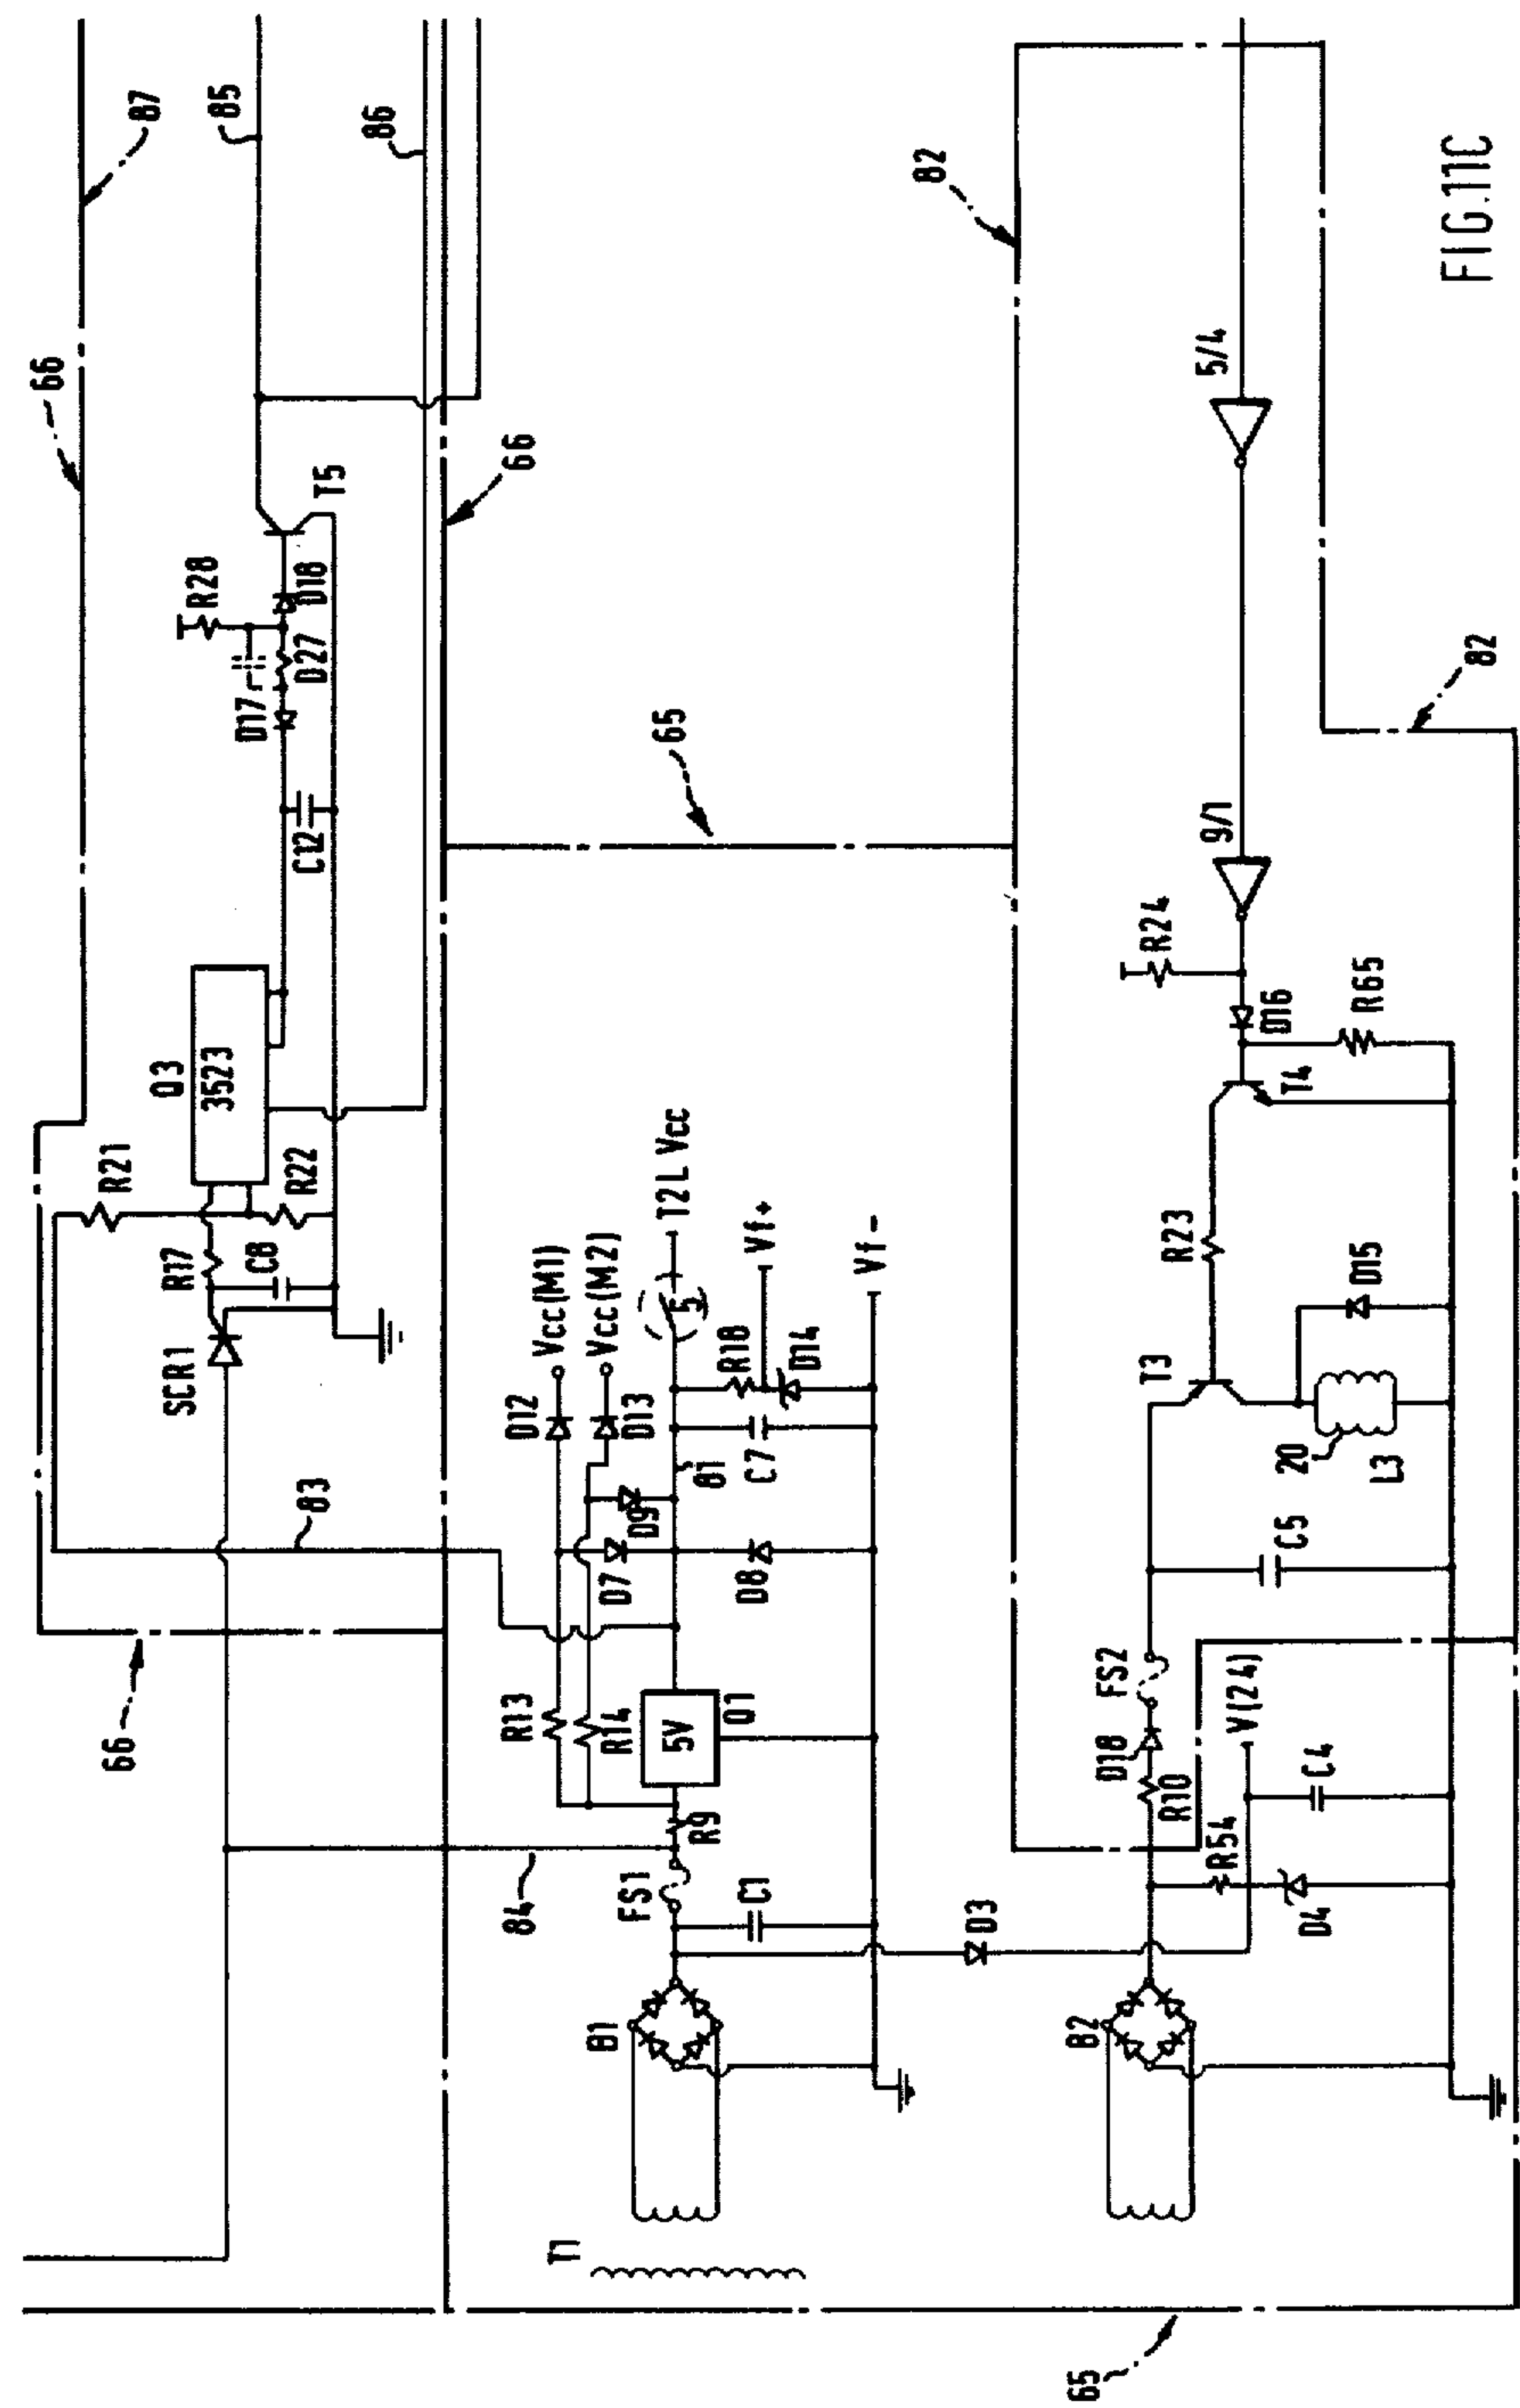 66
87
85
86
66
R28
D18
T5
D17
D27
C12
Q3
3523
R21
R22
R17
C8
SCR1
83
66
84
66
65
T2L Vcc
Vcc(M1)
Vcc(M2)
Vf+
Vf-
5
D12
D13
R18
D14
C7
81
D9
D7
D8
R13
R14
5V
Q1
R9
FS1
C1
B1
T1
D3
82
5/4
9/1
82
R24
D16
R65
T4
R23
T3
D15
20
L3
C5
FS2
D18
R10
V(24)
C4
R54
D4
B2
65
FIG.11C